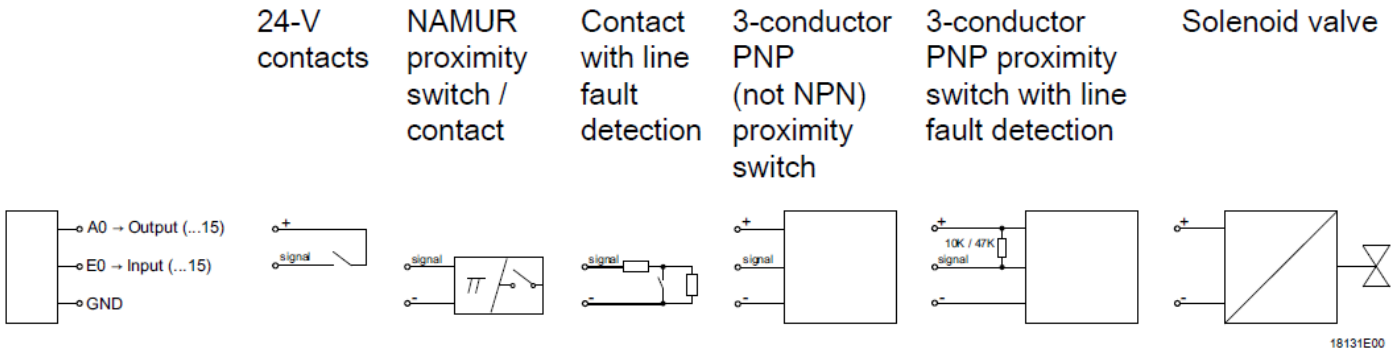 24-V
contacts
NAMUR
proximity
switch /
contact
Contact
with line
fault
detection
3-conductor
PNP
(not NPN)
proximity
switch
3-conductor
PNP proximity
switch with line
fault detection
Solenoid valve
A0 → Output (...15)
E0 → Input (...15)
GND
+
signal
signal
-
signal
-
+
signal
-
+
10K / 47K
signal
-
+
-
18131E00